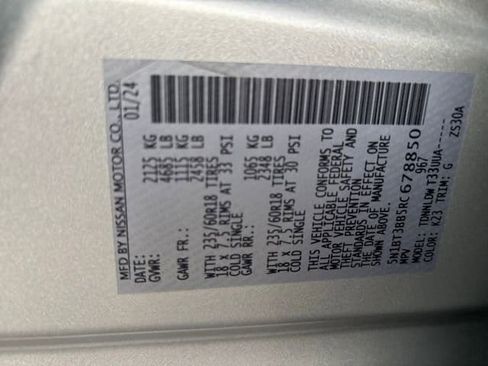 MFD BY NISSAN MOTOR CO., LTD.
DATE: 01/24
GVWR: 2125 KG
4685 LB
GAWR FR.: 1115 KG
2458 LB
WITH 235/60R18 TIRES
18 X 7.5 RIMS AT 33 PSI
COLD SINGLE
GAWR RR.: 1065 KG
2348 LB
WITH 235/60R18 TIRES
18 X 7.5 RIMS AT 30 PSI
COLD SINGLE
THIS VEHICLE CONFORMS TO
ALL APPLICABLE FEDERAL
MOTOR VEHICLE SAFETY AND
THEFT PREVENTION
STANDARDS IN EFFECT ON
THE DATE OF MANUFACTURE
SHOWN ABOVE.
5N1BT3BB5RC678850
MPV 967
MODEL: TDNNLDW T33UUA-----
COLOR: K23 TRIM: G ZS30A